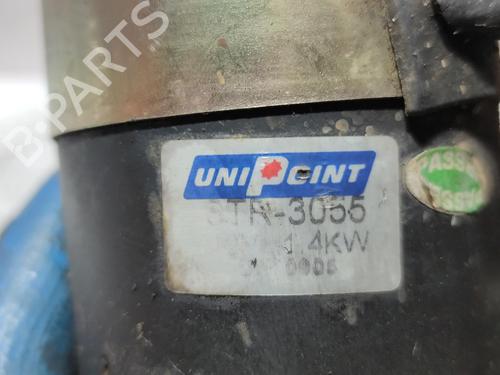 B-PARTS
UNIPOINT
STR-3055
1.4KW
PASS